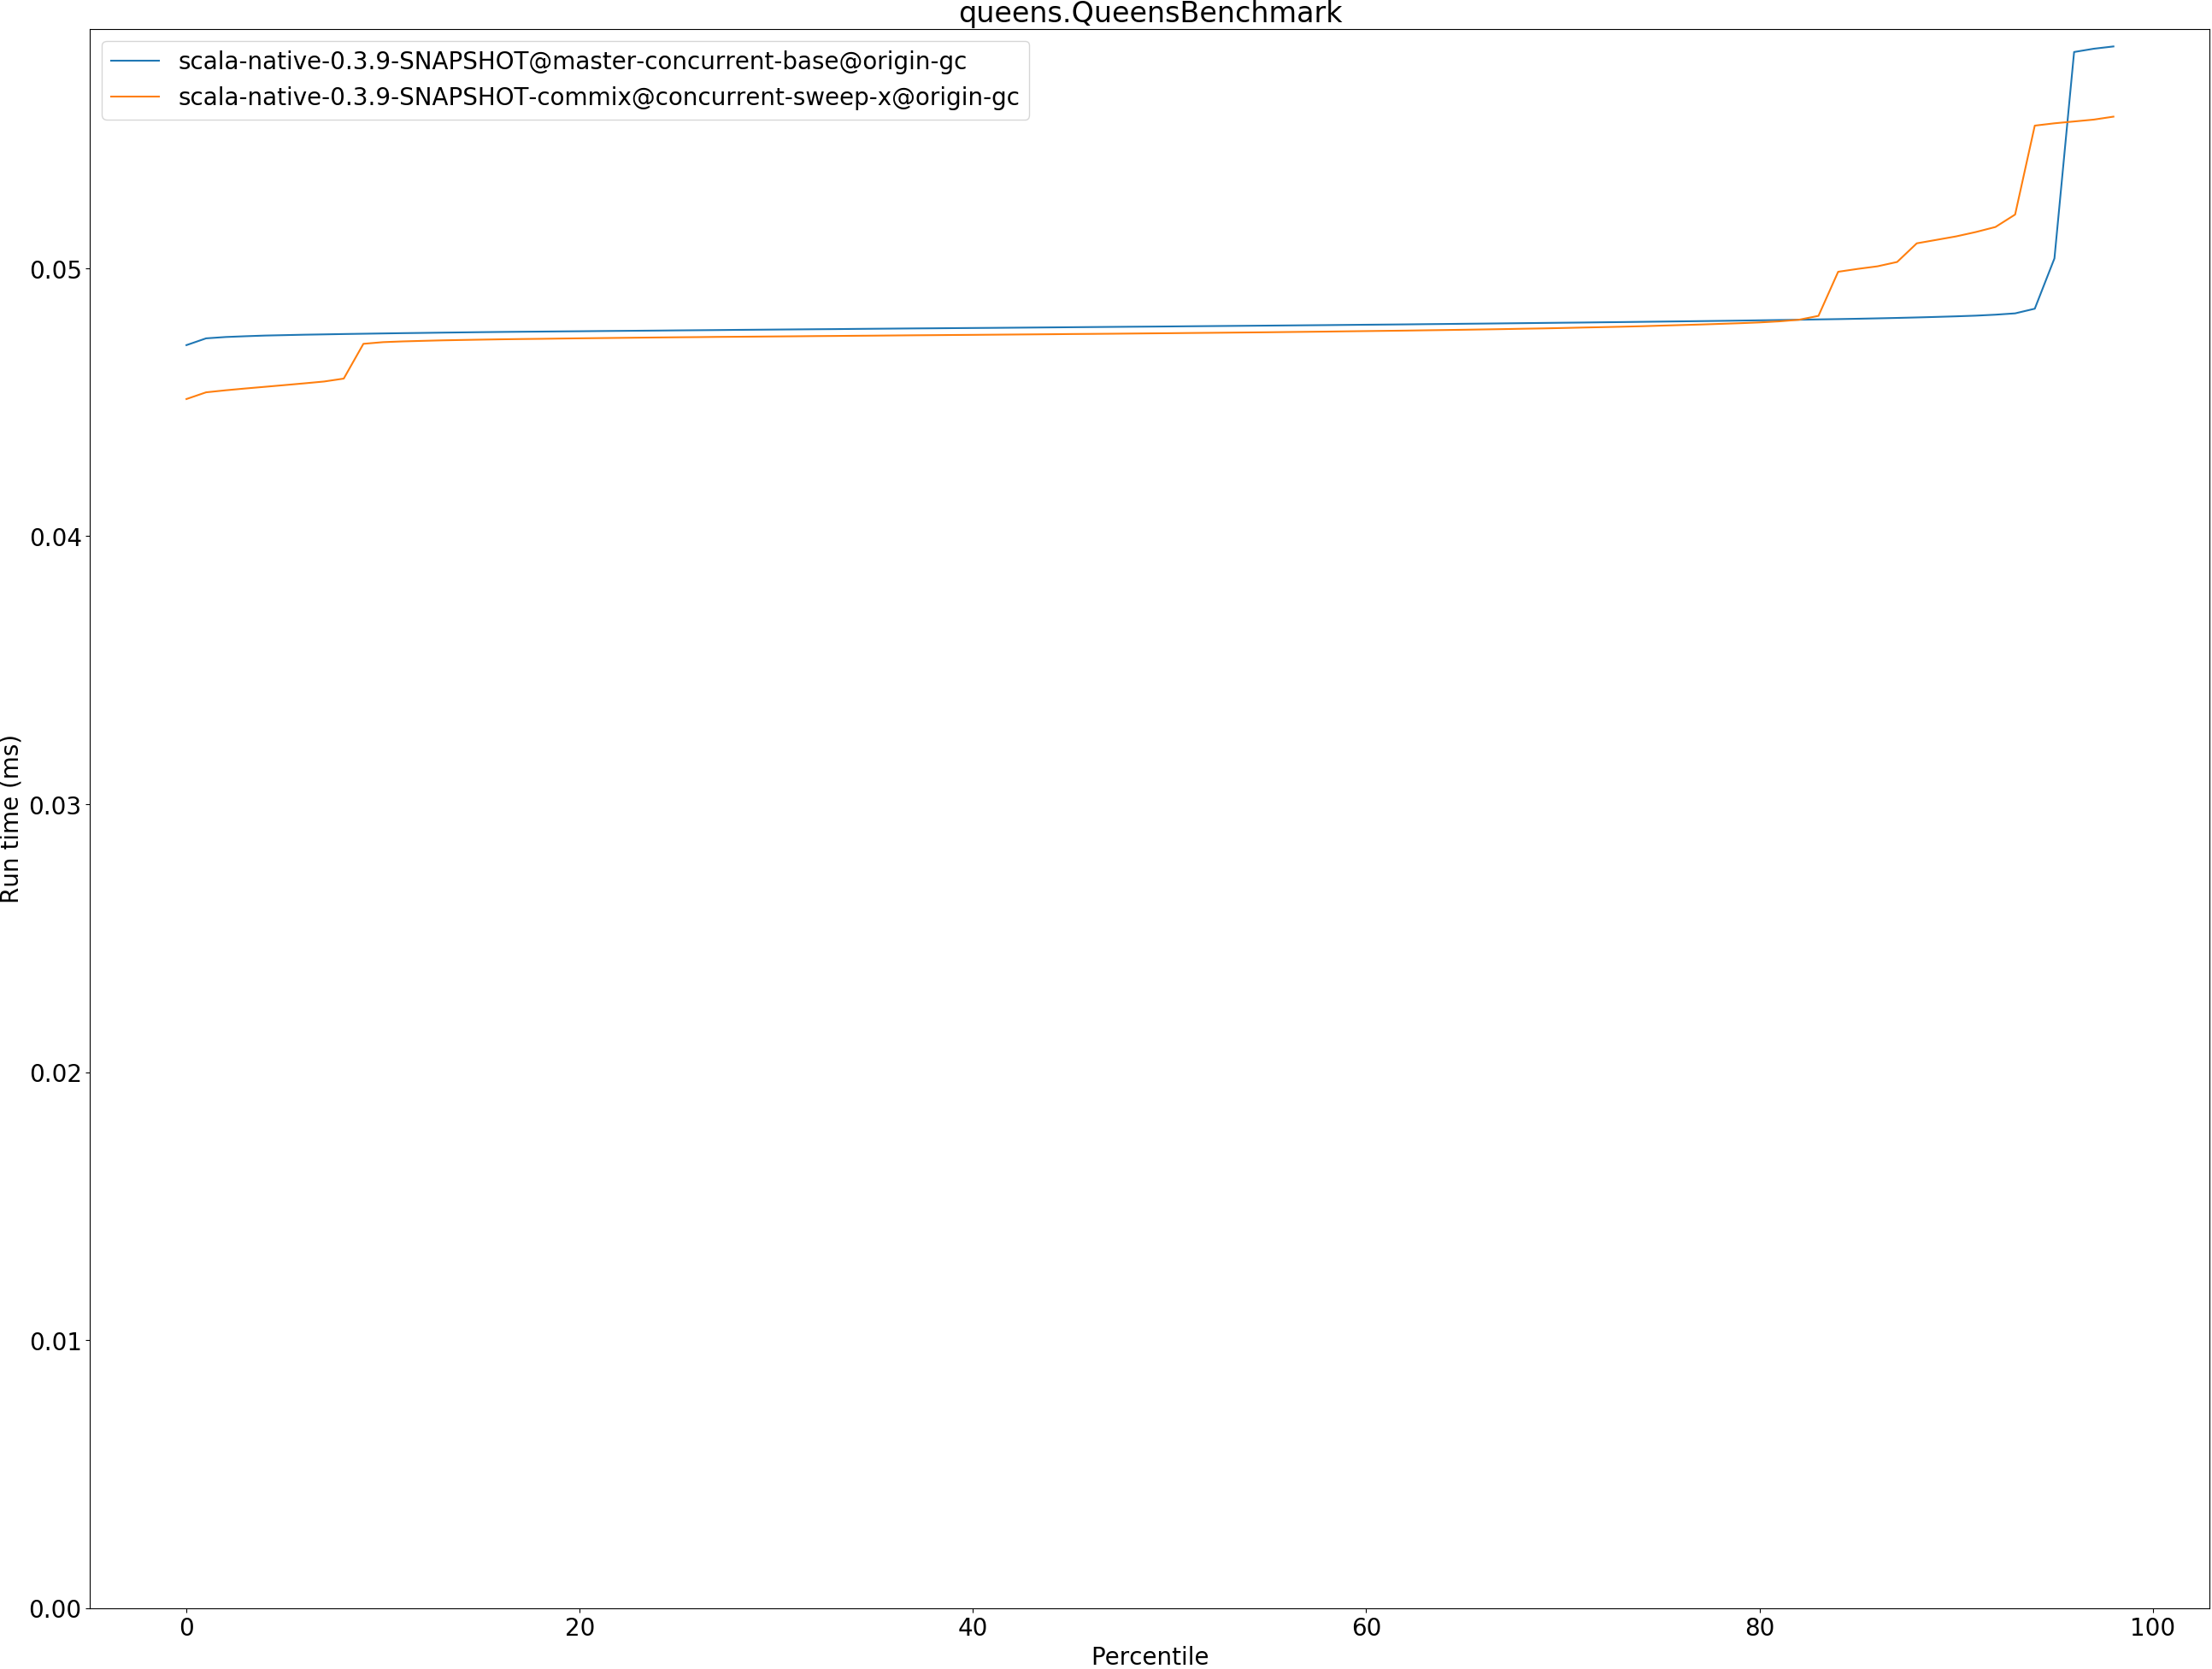 queens.QueensBenchmark
scala-native-0.3.9-SNAPSHOT@master-concurrent-base@origin-gc
scala-native-0.3.9-SNAPSHOT-commix@concurrent-sweep-x@origin-gc
Run time (ms)
0.05
0.04
0.03
0.02
0.01
0.00
0 20 40 60 80 100
Percentile